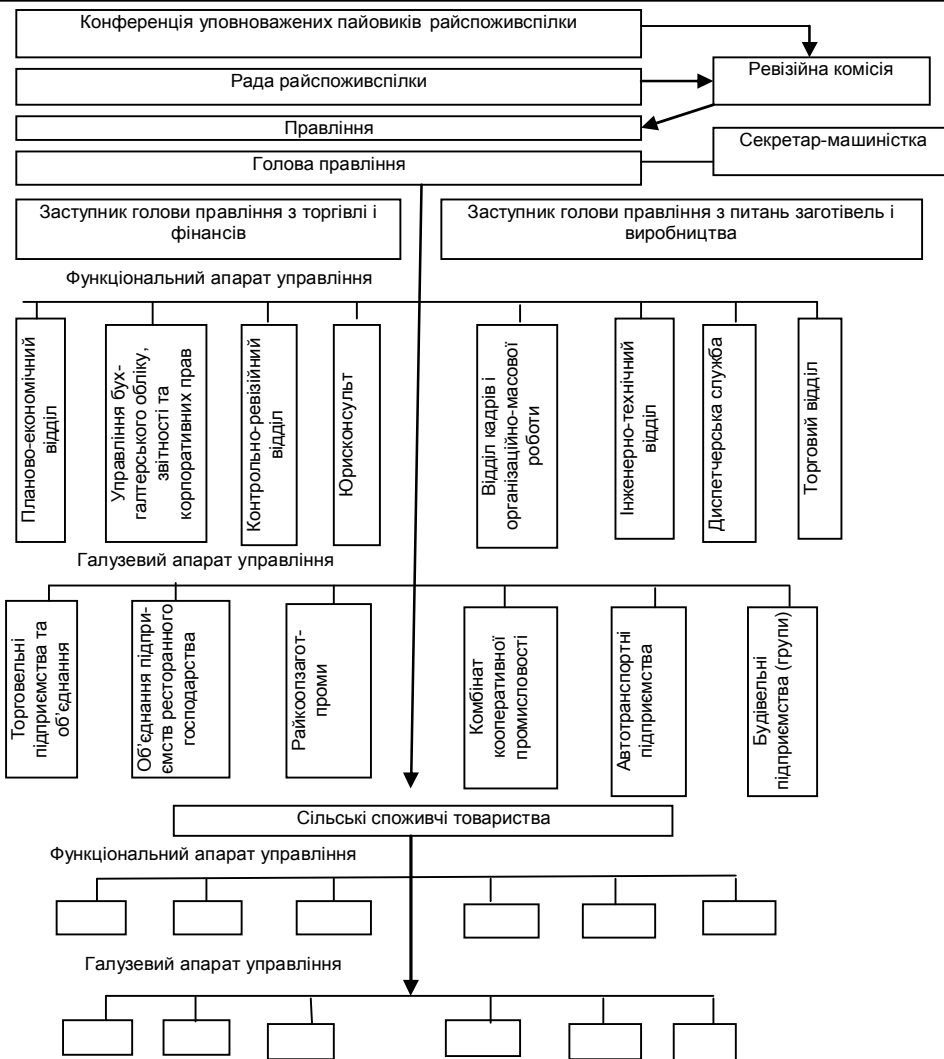 Конференція уповноважених пайовиків райспоживспілки
Рада райспоживспілки
Ревізійна комісія
Правління
Секретар-машиністка
Голова правління
Заступник голови правління з торгівлі і
фінансів
Заступник голови правління з питань заготівель і
виробництва
Функціональний апарат управління
Планово-економічний
відділ
Управління бух-
галтерського обліку,
звітності та
корпоративних прав
Контрольно-ревізійний
відділ
Юрисконсульт
Відділ кадрів і
організаційно-масової
роботи
Інженерно-технічний
відділ
Диспетчерська служба
Торговий відділ
Галузевий апарат управління
Торговельні
підприємства та
об’єднання
Об’єднання підпри-
ємств ресторанного
господарства
Райкоопзагот-
проми
Комбінат
кооперативної
промисловості
Автотранспортні
підприємства
Будівельні
підприємства (групи)
Сільські споживчі товариства
Функціональний апарат управління
Галузевий апарат управління